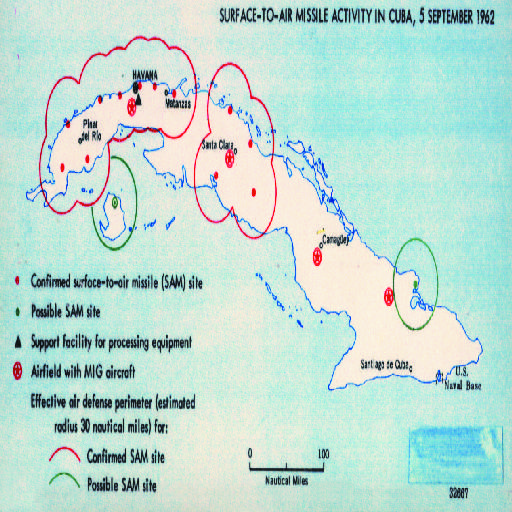 SURFACE-TO-AIR MISSILE ACTIVITY IN CUBA, 5 SEPTEMBER 1962
HAVANA
Matanzas
Pinar
del Rio
Santa Clara
Camagüey
Confirmed surface-to-air missile (SAM) site
Possible SAM site
Support facility for processing equipment
Airfield with MIG aircraft
Effective air defense perimeter (estimated
radius 30 nautical miles) for:
Confirmed SAM site
Possible SAM site
Santiago de Cuba
U.S.
Naval Base
0 100
Nautical Miles
32667